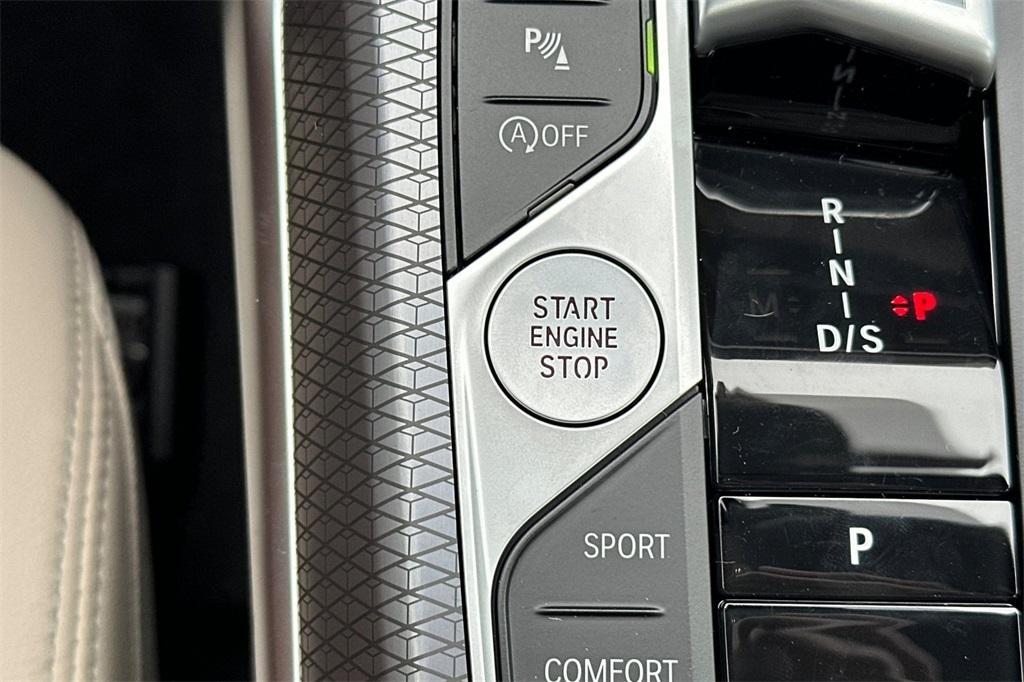 P
A OFF
START
ENGINE
STOP
R
N
D/S
M
P
SPORT
P
COMFORT